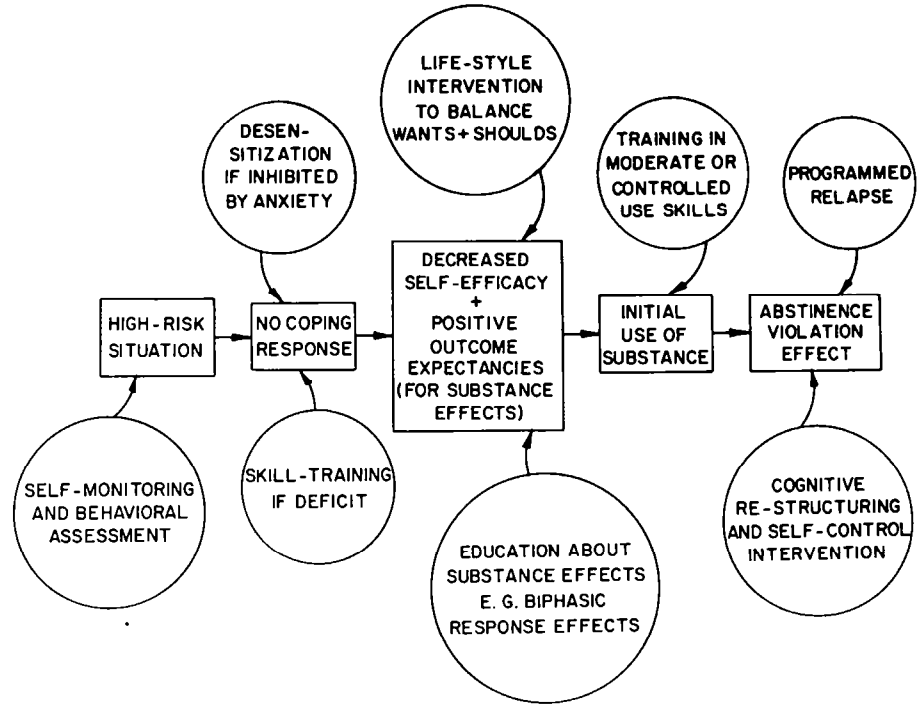 LIFE-STYLE
INTERVENTION
TO BALANCE
WANTS + SHOULDS
DESEN-
SITIZATION
IF INHIBITED
BY ANXIETY
TRAINING IN
MODERATE OR
CONTROLLED
USE SKILLS
PROGRAMMED
RELAPSE
HIGH-RISK
SITUATION
NO COPING
RESPONSE
DECREASED
SELF-EFFICACY
+
POSITIVE
OUTCOME
EXPECTANCIES
(FOR SUBSTANCE
EFFECTS)
INITIAL
USE OF
SUBSTANCE
ABSTINENCE
VIOLATION
EFFECT
SELF-MONITORING
AND BEHAVIORAL
ASSESSMENT
SKILL-TRAINING
IF DEFICIT
EDUCATION ABOUT
SUBSTANCE EFFECTS
E. G. BIPHASIC
RESPONSE EFFECTS
COGNITIVE
RE-STRUCTURING
AND SELF-CONTROL
INTERVENTION